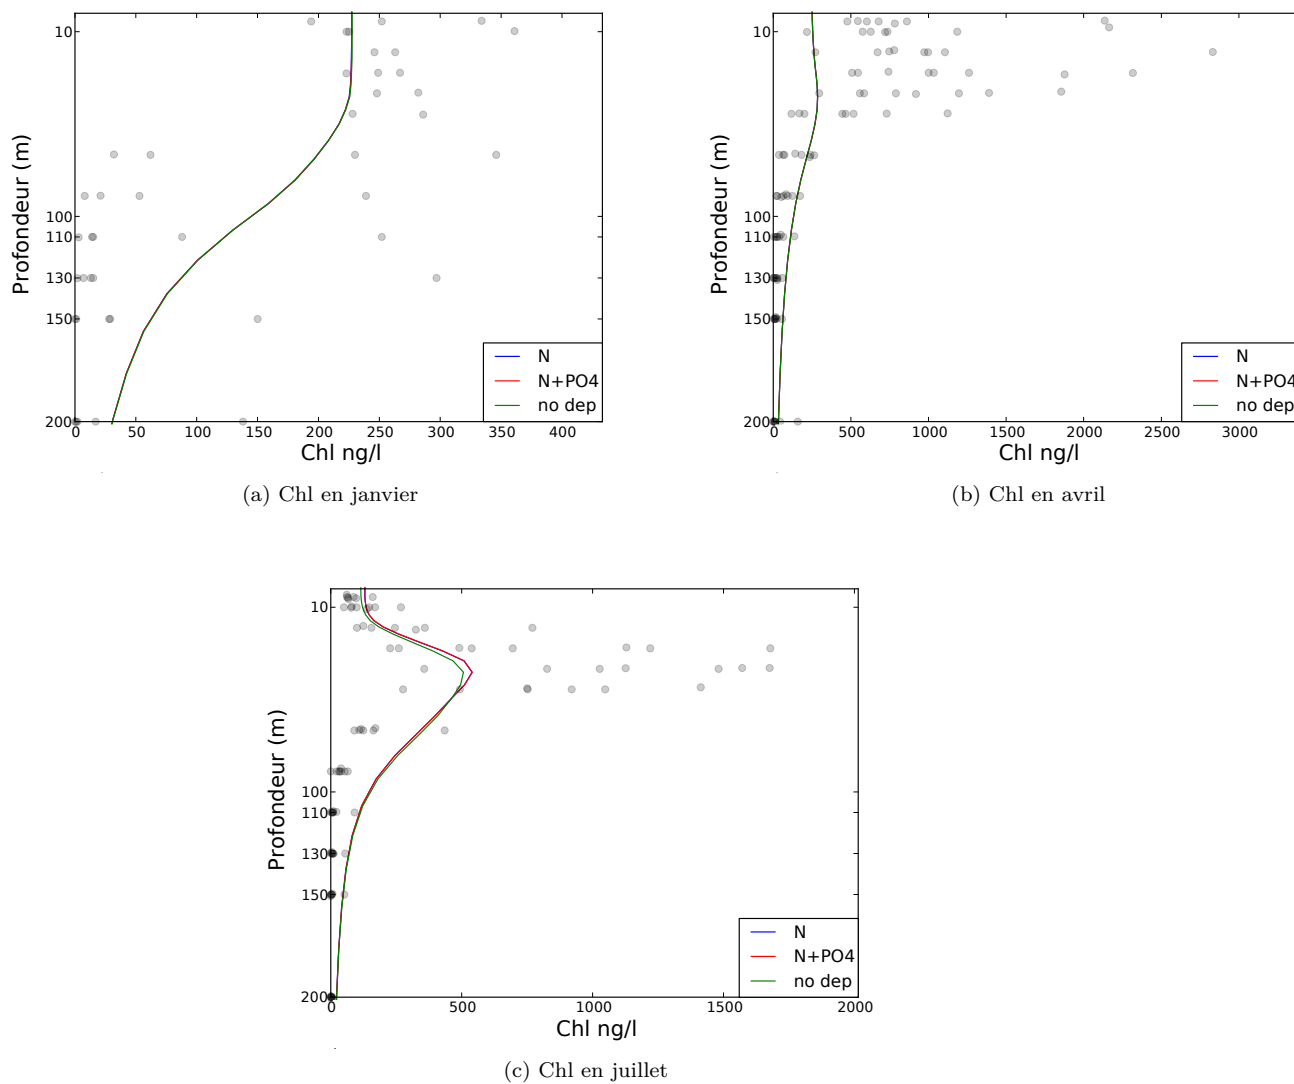 Profondeur (m)
10
100
110
130
150
200
0 50 100 150 200 250 300 350 400
Chl ng/l
N
N+PO4
no dep
(a) Chl en janvier
Profondeur (m)
10
100
110
130
150
200
0 500 1000 1500 2000 2500 3000
Chl ng/l
N
N+PO4
no dep
(b) Chl en avril
Profondeur (m)
10
100
110
130
150
200
0 500 1000 1500 2000
Chl ng/l
N
N+PO4
no dep
(c) Chl en juillet